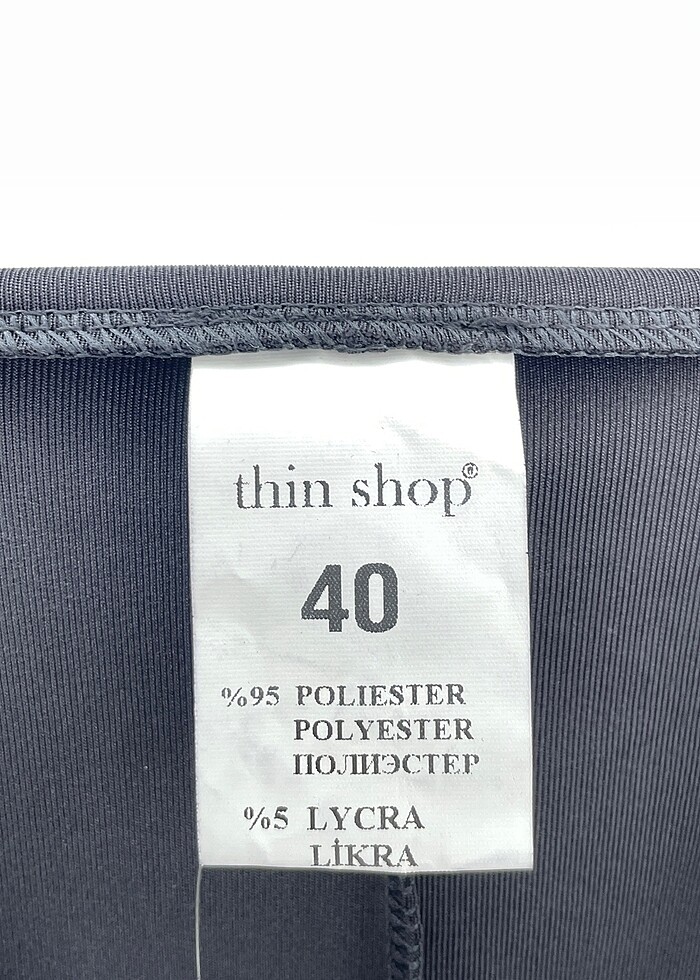 thin shop®
40
%95 POLIESTER
POLYESTER
ПОЛИЭСТЕР
%5 LYCRA
LİKRA